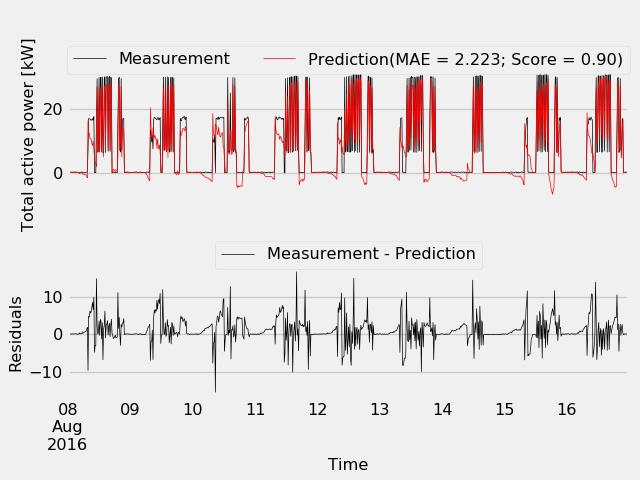 Measurement
Prediction(MAE = 2.223; Score = 0.90)
Total active power [kW]
20
0
Measurement - Prediction
Residuals
10
0
−10
08 09 10 11 12 13 14 15 16
Aug
2016
Time